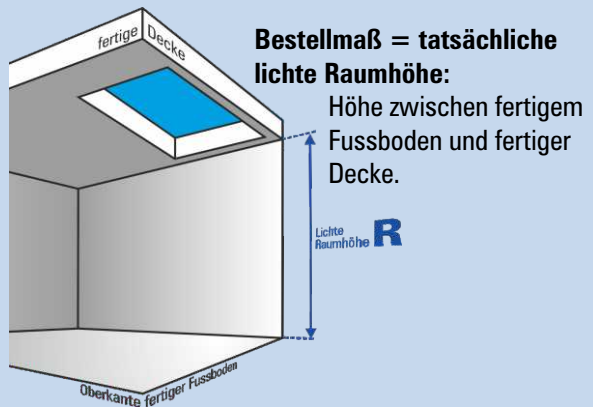 fertige Decke
Bestellmaß = tatsächliche
lichte Raumhöhe:
Höhe zwischen fertigem
Fussboden und fertiger
Decke.
Lichte
Raumhöhe R
Oberkante fertiger Fussboden